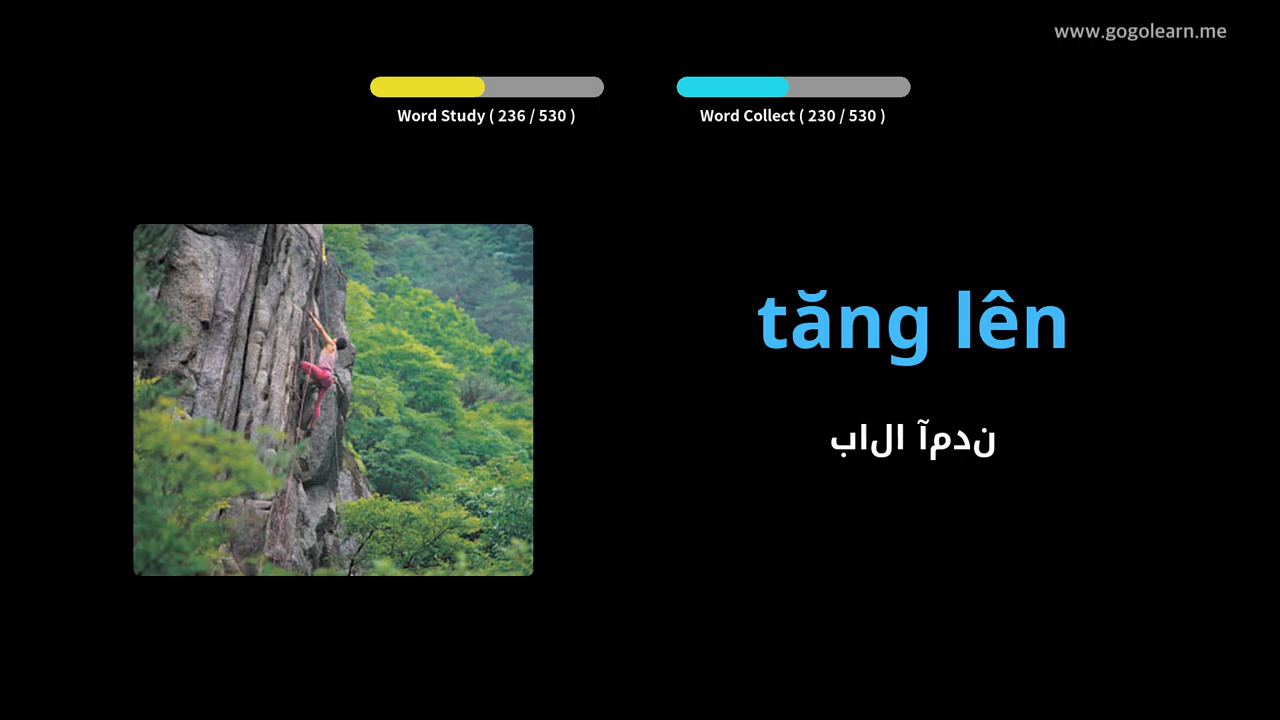 www.gogolearn.me
Word Study ( 236 / 530 )
Word Collect ( 230 / 530 )
tăng lên
ندمآ الاب